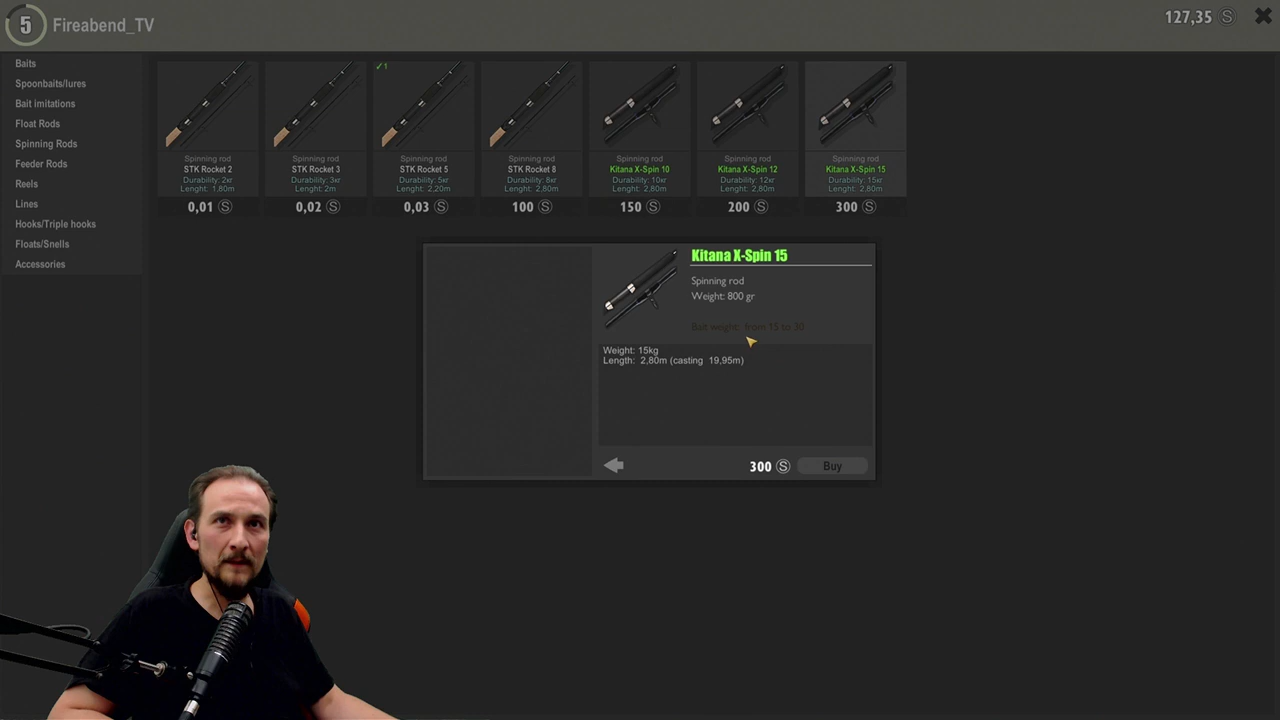 5 Fireabend_TV
127,35 S
Baits
Spoonbaits/lures
Bait imitations
Float Rods
Spinning Rods
Feeder Rods
Reels
Lines
Hooks/Triple hooks
Floats/Snells
Accessories
✓1
Spinning rod
STK Rocket 2
Durability: 2кг
Lenght: 1,80m
0,01 S
Spinning rod
STK Rocket 3
Durability: 3кг
Lenght: 2m
0,02 S
Spinning rod
STK Rocket 5
Durability: 5кг
Lenght: 2,20m
0,03 S
Spinning rod
STK Rocket 8
Durability: 8кг
Lenght: 2,80m
100 S
Spinning rod
Kitana X-Spin 10
Durability: 10кг
Lenght: 2,80m
150 S
Spinning rod
Kitana X-Spin 12
Durability: 12кг
Lenght: 2,80m
200 S
Spinning rod
Kitana X-Spin 15
Durability: 15кг
Lenght: 2,80m
300 S
Kitana X-Spin 15
Spinning rod
Weight: 800 gr
Bait weight: from 15 to 30
Weight: 15kg
Length: 2,80m (casting 19,95m)
300 S Buy